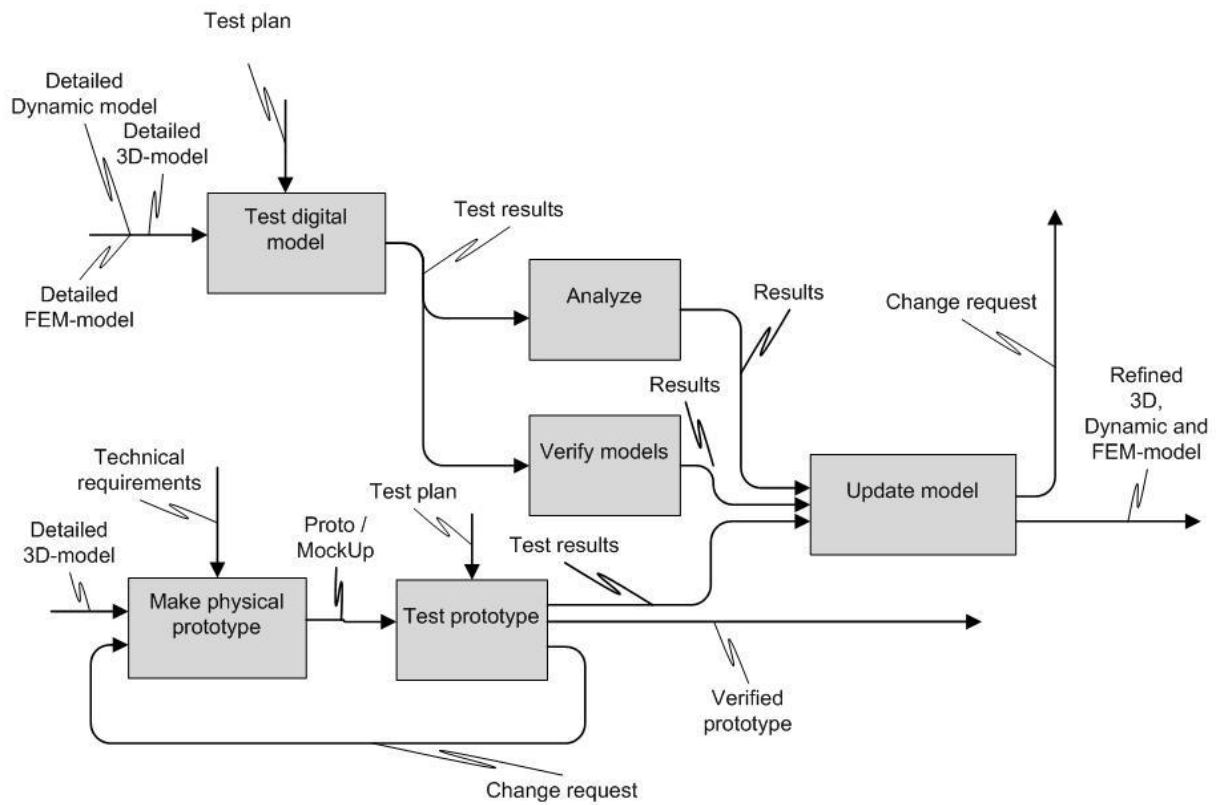 Test plan
Detailed
Dynamic model
Detailed
3D-model
Test digital
model
Test results
Detailed
FEM-model
Analyze
Results
Change request
Results
Refined
3D,
Dynamic and
FEM-model
Verify models
Technical
requirements
Update model
Test plan
Detailed
3D-model
Proto /
MockUp
Test results
Make physical
prototype
Test prototype
Verified
prototype
Change request